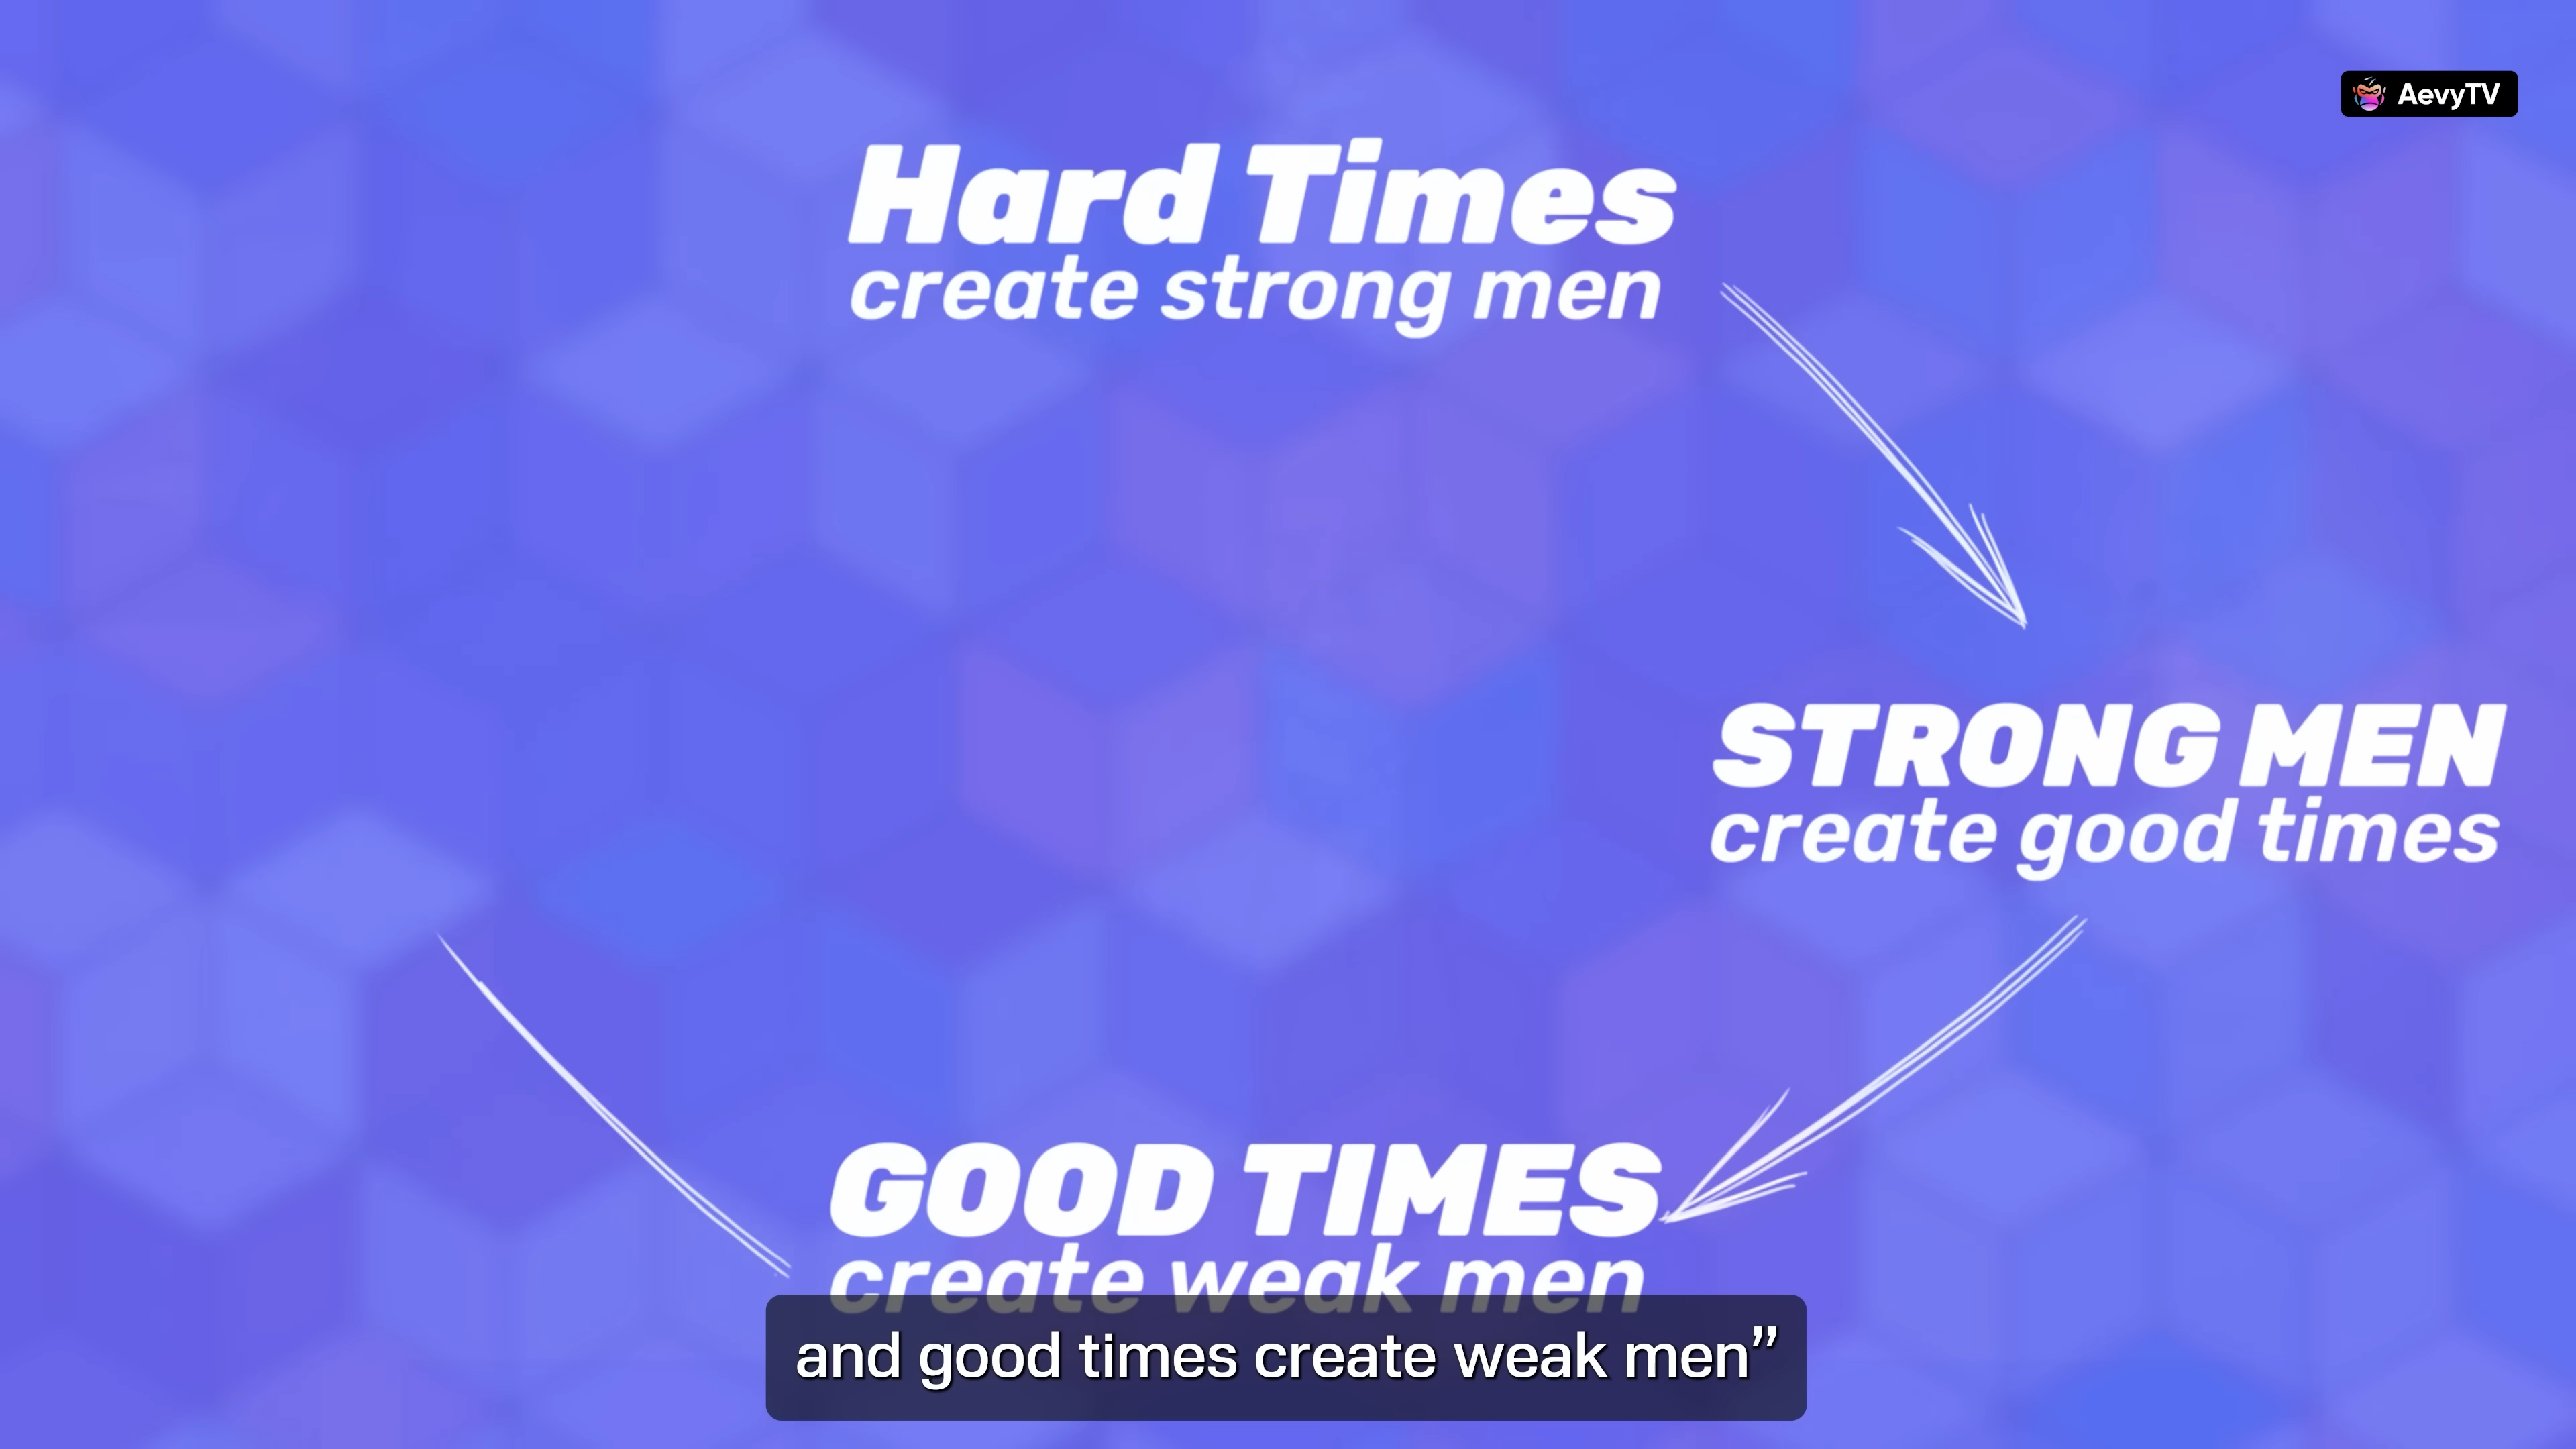 AevyTV
Hard Times
create strong men
STRONG MEN
create good times
GOOD TIMES
create weak men
and good times create weak men”